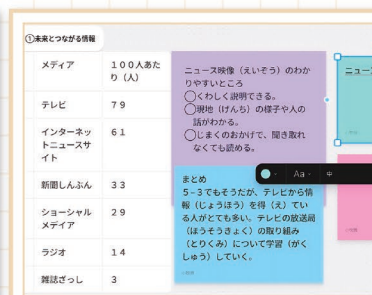 ①未来とつながる情報
メディア
100人あた
り（人）
テレビ
79
インターネッ
トニュースサ
イト
61
新聞しんぶん
33
ショーシャル
メデイア
29
ラジオ
14
雑誌ざっし
3
ニュース映像（えいぞう）のわか
りやすいところ
◯くわしく説明できる。
◯現地（げんち）の様子や人の
話がわかる。
◯じまくのおかげで、聞き取れ
なくても読める。
まとめ
5−3でもそうだが、テレビから情
報（じょうほう）を得（え）てい
る人がとても多い。テレビの放送局
（ほうそうきょく）の取り組み
（とりくみ）について学習（がく
しゅう）していく。
ニュース
Aa
中